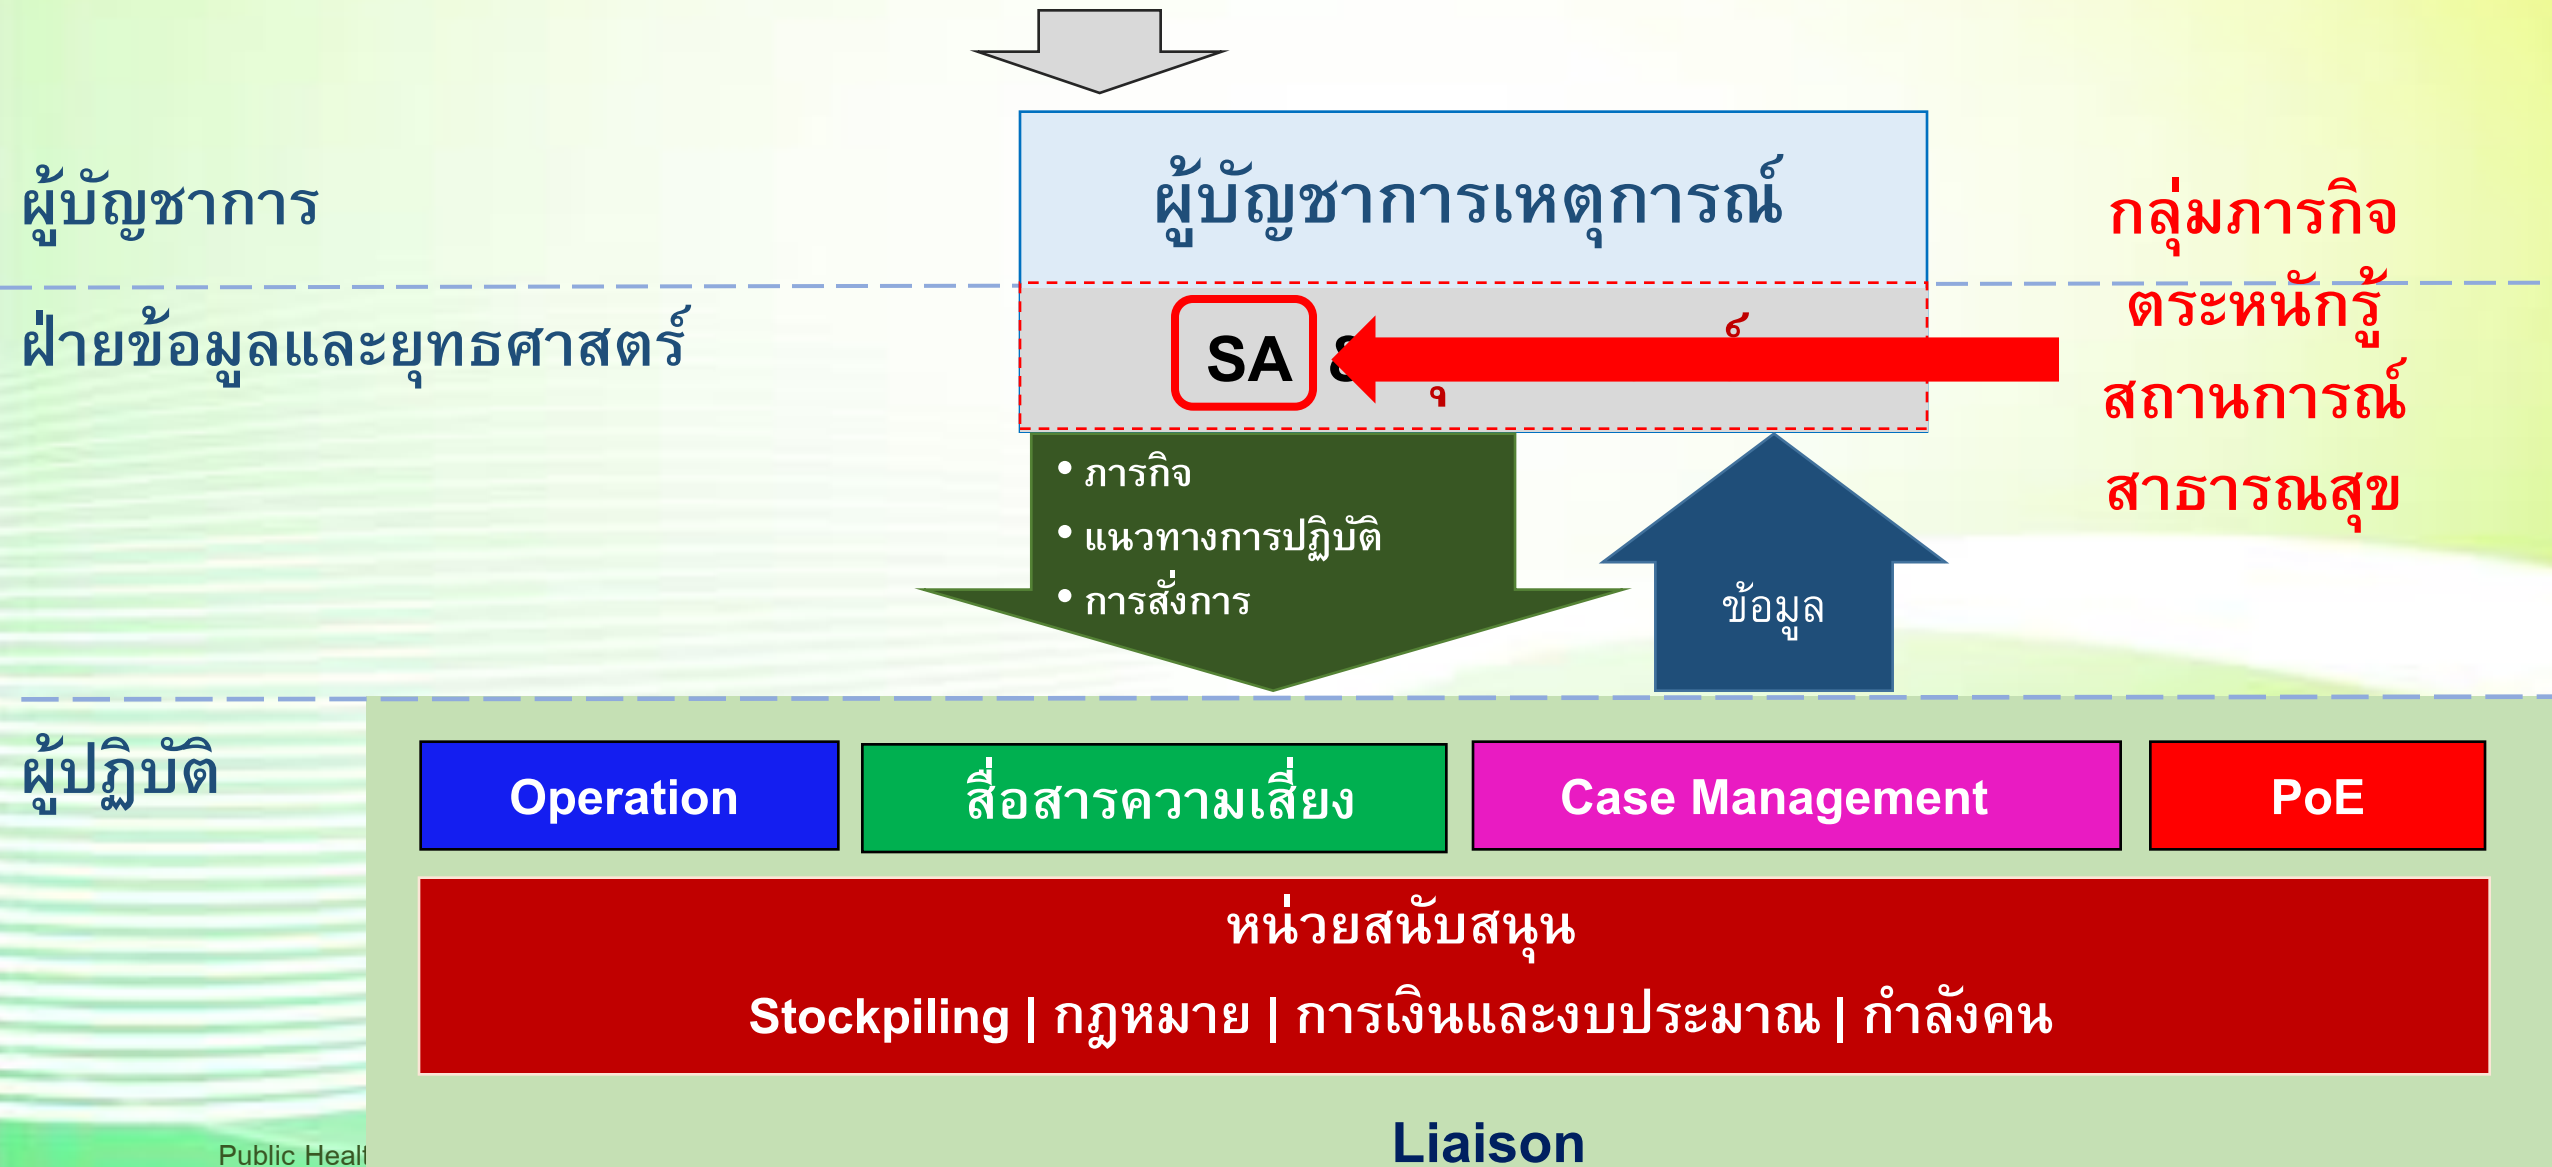 ผู้บัญชาการ
ผู้บัญชาการเหตุการณ์
กลุ่มภารกิจ
ตระหนักรู้
สถานการณ์
สาธารณสุข
ฝ่ายข้อมูลและยุทธศาสตร์
SA
• ภารกิจ
• แนวทางการปฏิบัติ
• การสั่งการ
ข้อมูล
ผู้ปฏิบัติ
Operation
สื่อสารความเสี่ยง
Case Management
PoE
หน่วยสนับสนุน
Stockpiling | กฎหมาย | การเงินและงบประมาณ | กำลังคน
Liaison
Public Healt